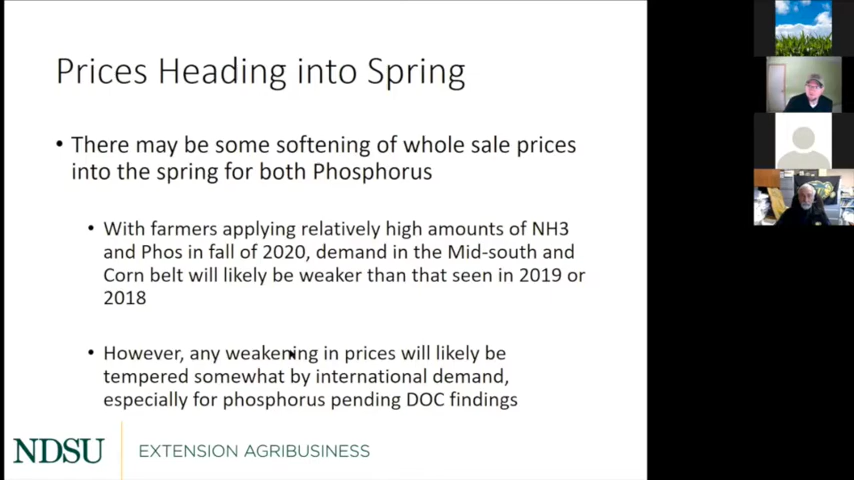 Prices Heading into Spring
• There may be some softening of whole sale prices
into the spring for both Phosphorus
• With farmers applying relatively high amounts of NH3
and Phos in fall of 2020, demand in the Mid-south and
Corn belt will likely be weaker than that seen in 2019 or
2018
• However, any weakening in prices will likely be
tempered somewhat by international demand,
especially for phosphorus pending DOC findings
NDSU EXTENSION AGRIBUSINESS